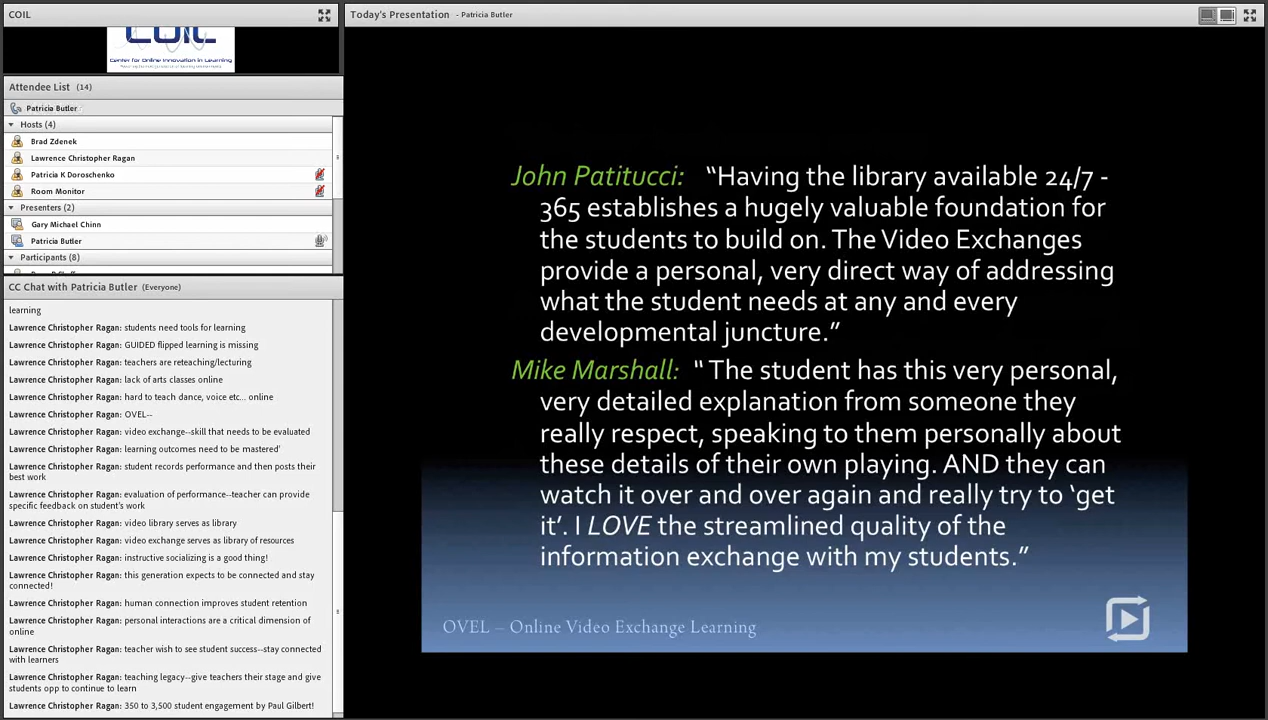 COIL
COIL
Center for Online Innovation in Learning
Attendee List (14)
Patricia Butler
Hosts (4)
Brad Zdenek
Lawrence Christopher Ragan
Patricia K Doroschenko
Room Monitor
Presenters (2)
Gary Michael Chinn
Patricia Butler
Participants (8)
CC Chat with Patricia Butler (Everyone)
learning
Lawrence Christopher Ragan: students need tools for learning
Lawrence Christopher Ragan: GUIDED flipped learning is missing
Lawrence Christopher Ragan: teachers are reteaching/lecturing
Lawrence Christopher Ragan: lack of arts classes online
Lawrence Christopher Ragan: hard to teach dance, voice etc... online
Lawrence Christopher Ragan: OVEL--
Lawrence Christopher Ragan: video exchange--skill that needs to be evaluated
Lawrence Christopher Ragan: learning outcomes need to be mastered'
Lawrence Christopher Ragan: student records performance and then posts their
best work
Lawrence Christopher Ragan: evaluation of performance--teacher can provide
specific feedback on student's work
Lawrence Christopher Ragan: video library serves as library
Lawrence Christopher Ragan: video exchange serves as library of resources
Lawrence Christopher Ragan: instructive socializing is a good thing!
Lawrence Christopher Ragan: this generation expects to be connected and stay
connected!
Lawrence Christopher Ragan: human connection improves student retention
Lawrence Christopher Ragan: personal interactions are a critical dimension of
online
Lawrence Christopher Ragan: teacher wish to see student success--stay connected
with learners
Lawrence Christopher Ragan: teaching legacy--give teachers their stage and give
students opp to continue to learn
Lawrence Christopher Ragan: 350 to 3,500 student engagement by Paul Gilbert!
Today's Presentation - Patricia Butler
John Patitucci: “Having the library available 24/7 -
365 establishes a hugely valuable foundation for
the students to build on. The Video Exchanges
provide a personal, very direct way of addressing
what the student needs at any and every
developmental juncture.”
Mike Marshall: “ The student has this very personal,
very detailed explanation from someone they
really respect, speaking to them personally about
these details of their own playing. AND they can
watch it over and over again and really try to ‘get
it’. I LOVE the streamlined quality of the
information exchange with my students.”
OVEL – Online Video Exchange Learning